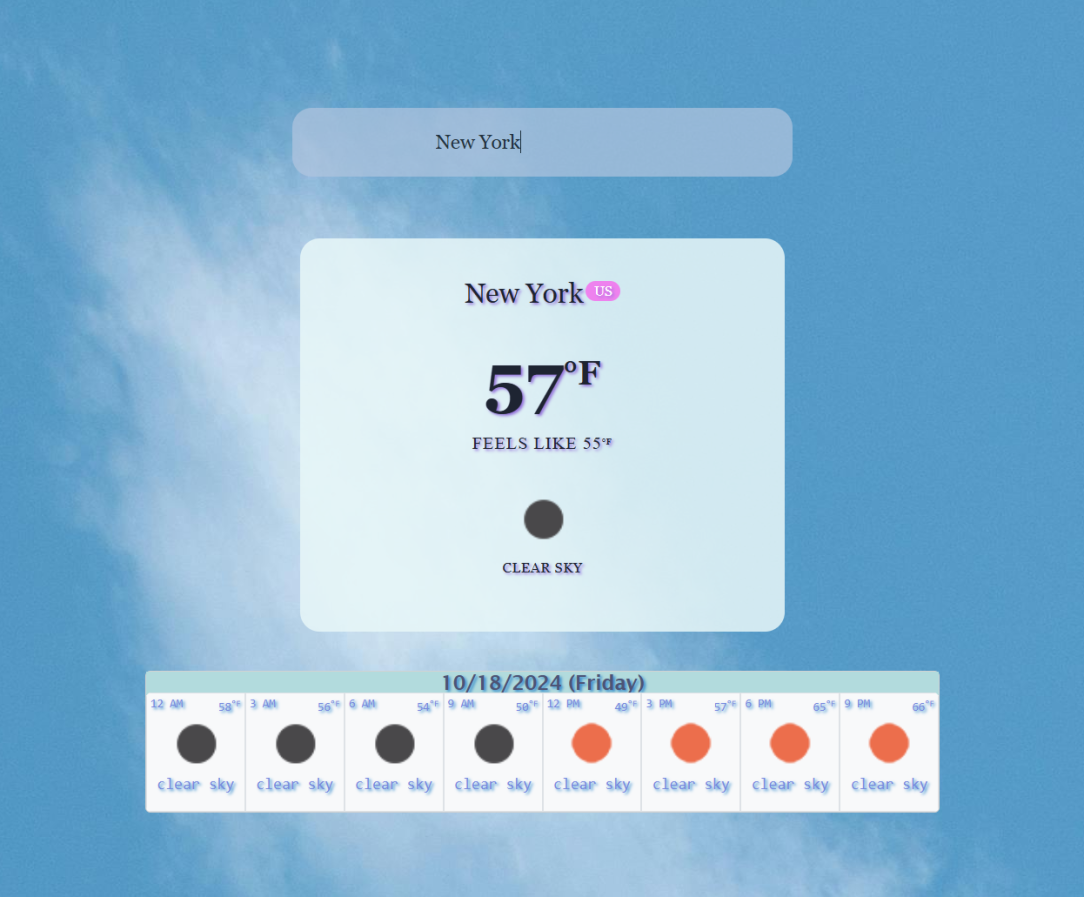 New York
New York US
57°F
FEELS LIKE 55°F
CLEAR SKY
10/18/2024 (Friday)
12 AM 58°F 3 AM 56°F 6 AM 54°F 9 AM 50°F 12 PM 49°F 3 PM 57°F 6 PM 65°F 9 PM 66°F
clear sky clear sky clear sky clear sky clear sky clear sky clear sky clear sky